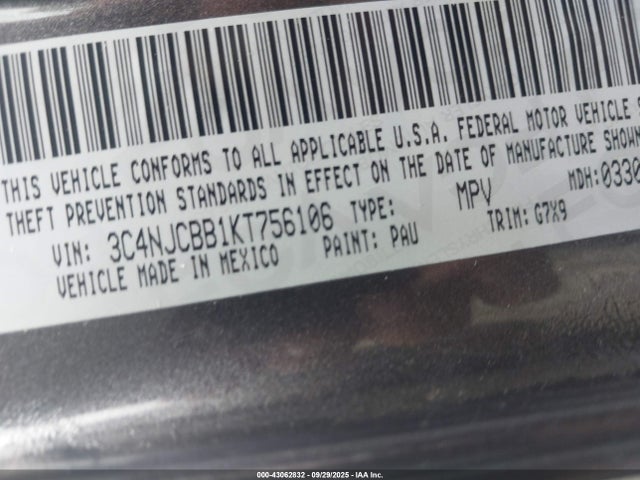 THIS VEHICLE CONFORMS TO ALL APPLICABLE U.S.A. FEDERAL MOTOR VEHICLE
THEFT PREVENTION STANDARDS IN EFFECT ON THE DATE OF MANUFACTURE SHOWN
VIN: 3C4NJCBB1KT756106 TYPE: MPV MDH: 0330
VEHICLE MADE IN MEXICO PAINT: PAU TRIM: G7X9
000-43062832 - 09/29/2025 - IAA Inc.